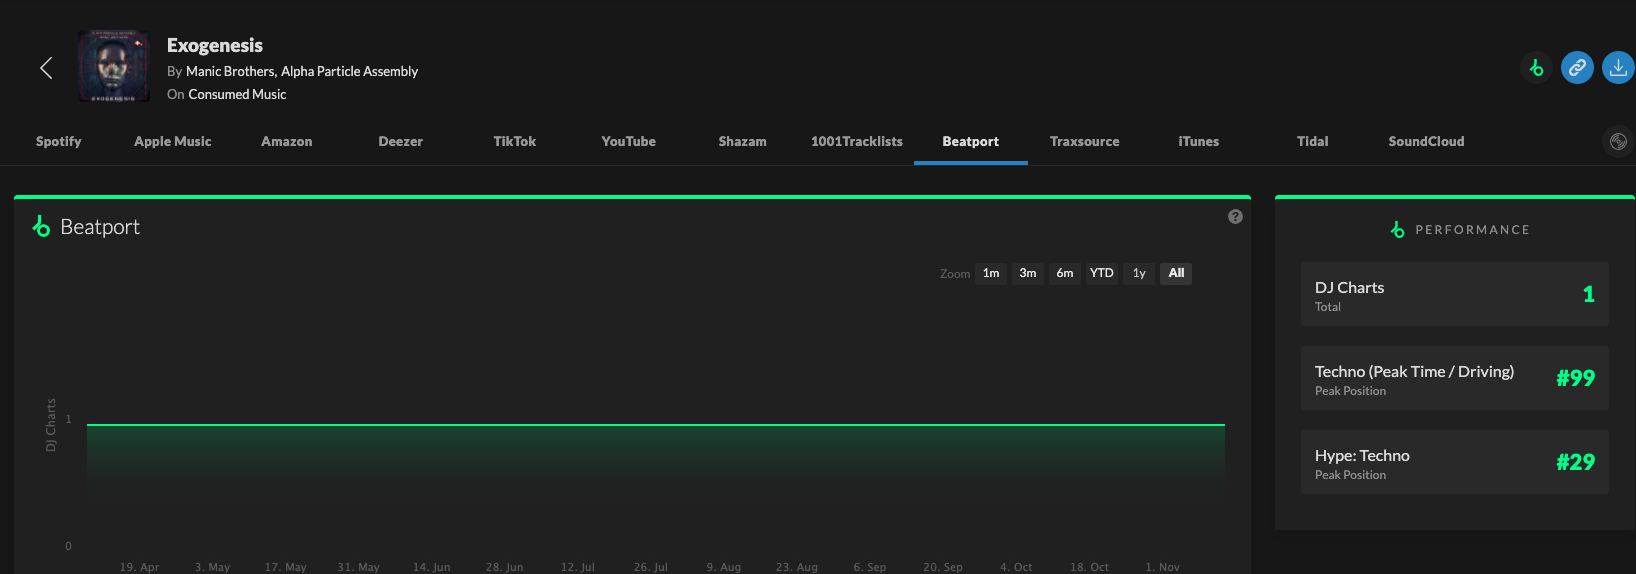 Exogenesis
By Manic Brothers, Alpha Particle Assembly
On Consumed Music
Spotify Apple Music Amazon Deezer TikTok YouTube Shazam 1001Tracklists Beatport Traxsource iTunes Tidal SoundCloud
Beatport
?
Zoom 1m 3m 6m YTD 1y All
DJ Charts
1
0
19. Apr 3. May 17. May 31. May 14. Jun 28. Jun 12. Jul 26. Jul 9. Aug 23. Aug 6. Sep 20. Sep 4. Oct 18. Oct 1. Nov
PERFORMANCE
DJ Charts
Total
1
Techno (Peak Time / Driving)
Peak Position
#99
Hype: Techno
Peak Position
#29
EXOGENESIS